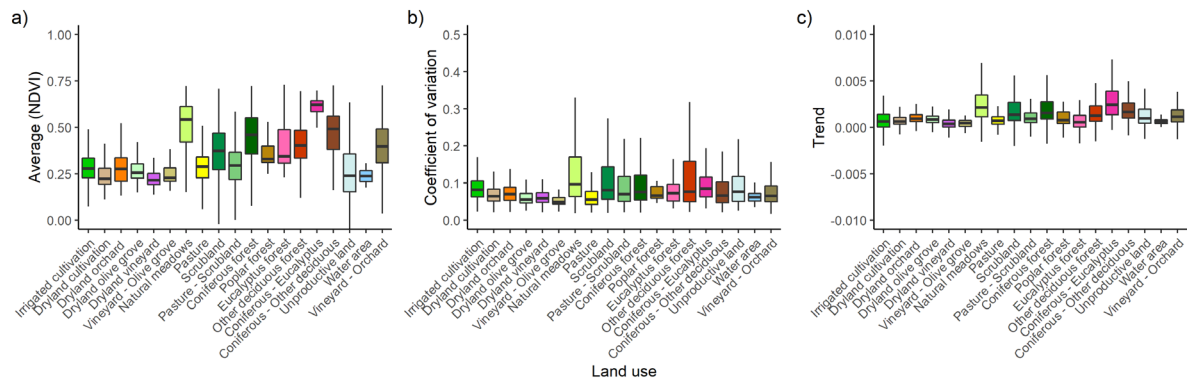 a)
Average (NDVI)
1.00
0.75
0.50
0.25
0.00
Irrigated cultivation
Dryland cultivation
Dryland orchard
Dryland olive grove
Dryland vineyard
Vineyard - Olive grove
Natural meadows
Pasture
Scrubland
Pasture - Scrubland
Coniferous forest
Poplar forest
Eucalyptus forest
Other deciduous forest
Coniferous - Eucalyptus
Coniferous - Other deciduous
Unproductive land
Water area
Vineyard - Orchard
b)
Coefficient of variation
0.5
0.4
0.3
0.2
0.1
0.0
Irrigated cultivation
Dryland cultivation
Dryland orchard
Dryland olive grove
Dryland vineyard
Vineyard - Olive grove
Natural meadows
Pasture
Scrubland
Pasture - Scrubland
Coniferous forest
Poplar forest
Eucalyptus forest
Other deciduous forest
Coniferous - Eucalyptus
Coniferous - Other deciduous
Unproductive land
Water area
Vineyard - Orchard
Land use
c)
Trend
0.010
0.005
0.000
-0.005
-0.010
Irrigated cultivation
Dryland cultivation
Dryland orchard
Dryland olive grove
Dryland vineyard
Vineyard - Olive grove
Natural meadows
Pasture
Scrubland
Pasture - Scrubland
Coniferous forest
Poplar forest
Eucalyptus forest
Other deciduous forest
Coniferous - Eucalyptus
Coniferous - Other deciduous
Unproductive land
Water area
Vineyard - Orchard